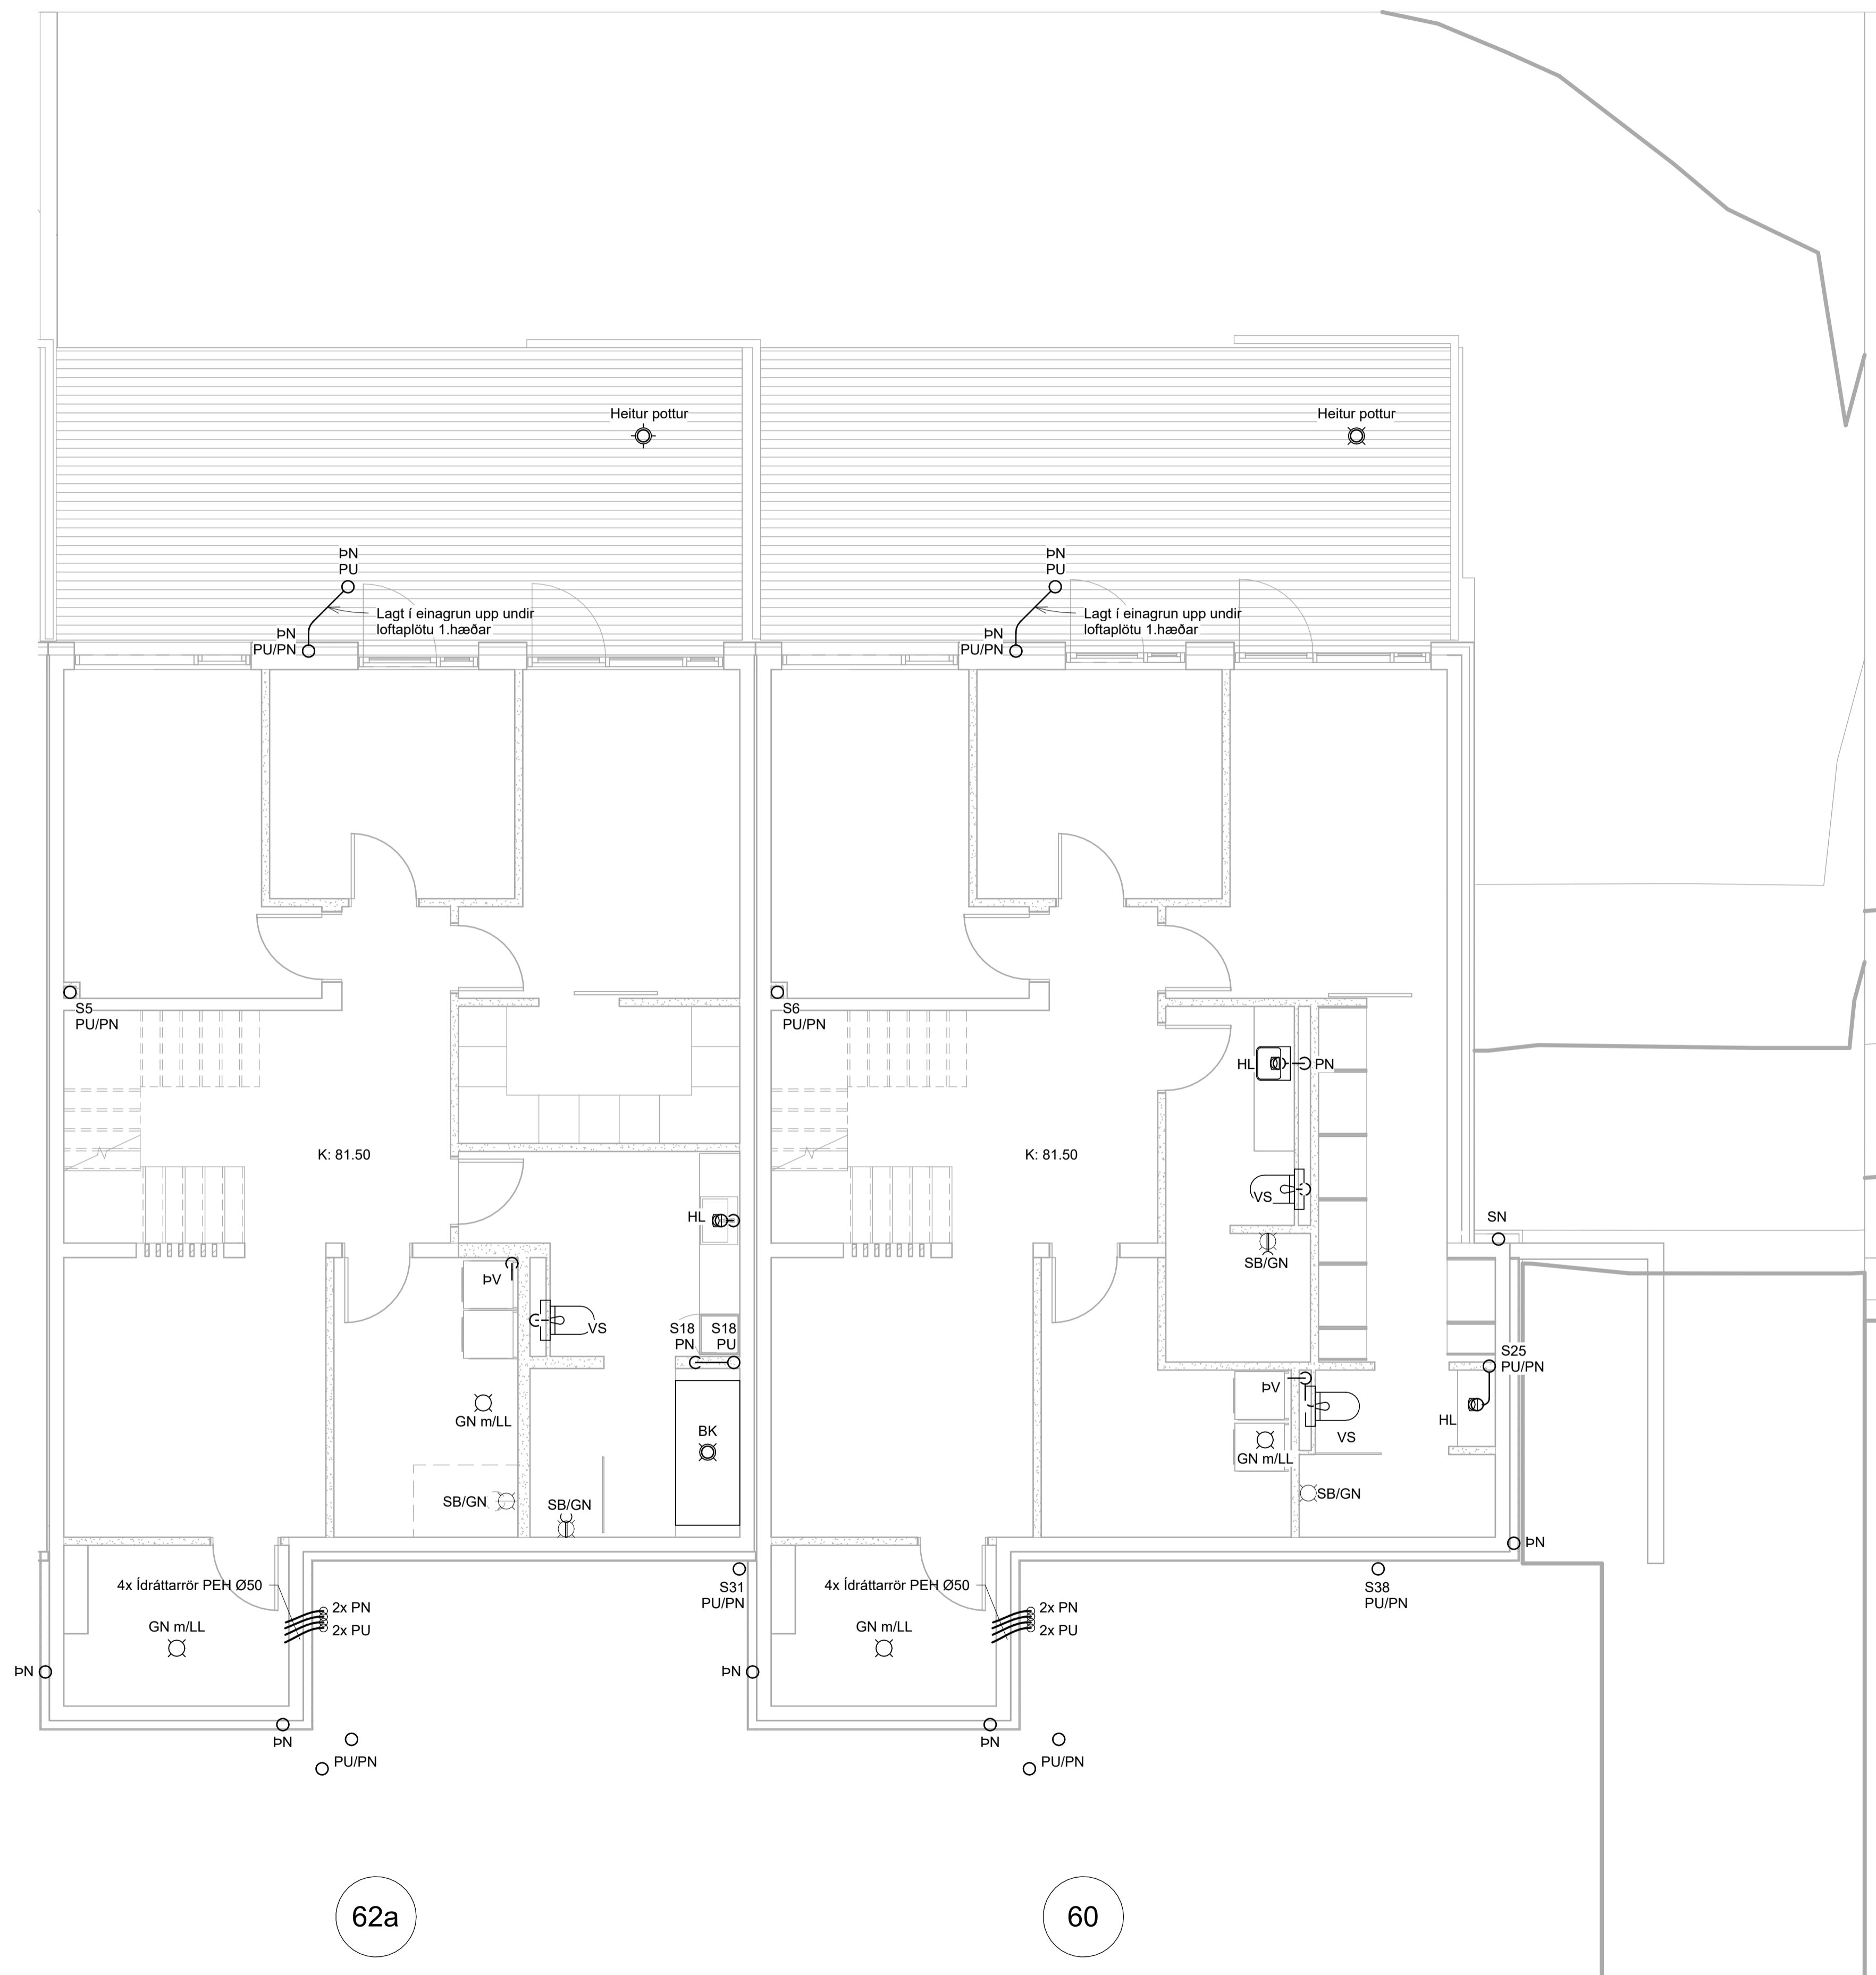 Heitur pottur
Heitur pottur
ÞN
PU
ÞN
PU
Lagt í einagrun upp undir
loftaplötu 1.hæðar
Lagt í einagrun upp undir
loftaplötu 1.hæðar
ÞN
PU/PN
ÞN
PU/PN
S5
PU/PN
S6
PU/PN
HL
PN
K: 81.50
K: 81.50
VS
HL
SN
SB/GN
ÞV
VS
S18
PN
S18
PU
S25
PU/PN
ÞV
HL
GN m/LL
BK
VS
GN m/LL
SB/GN
SB/GN
SB/GN
ÞN
4x Ídráttarrör PEH Ø50
S31
PU/PN
4x Ídráttarrör PEH Ø50
S38
PU/PN
2x PN
2x PU
2x PN
2x PU
GN m/LL
GN m/LL
ÞN
ÞN
ÞN
ÞN
PU/PN
PU/PN
62a
60